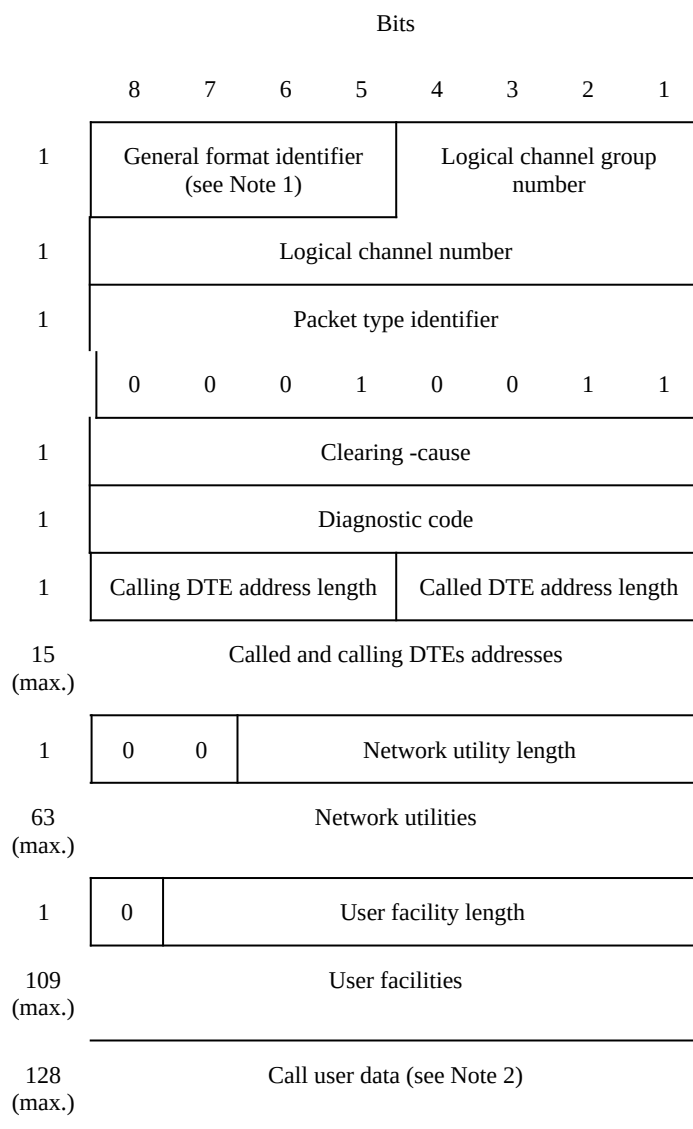 Bits
8 7 6 5 4 3 2 1
1 General format identifier Logical channel group
(see Note 1) number
1 Logical channel number
1 Packet type identifier
0 0 0 1 0 0 1 1
1 Clearing -cause
1 Diagnostic code
1 Calling DTE address length Called DTE address length
15 Called and calling DTEs addresses
(max.)
1 0 0 Network utility length
63 Network utilities
(max.)
1 0 User facility length
109 User facilities
(max.)
128 Call user data (see Note 2)
(max.)